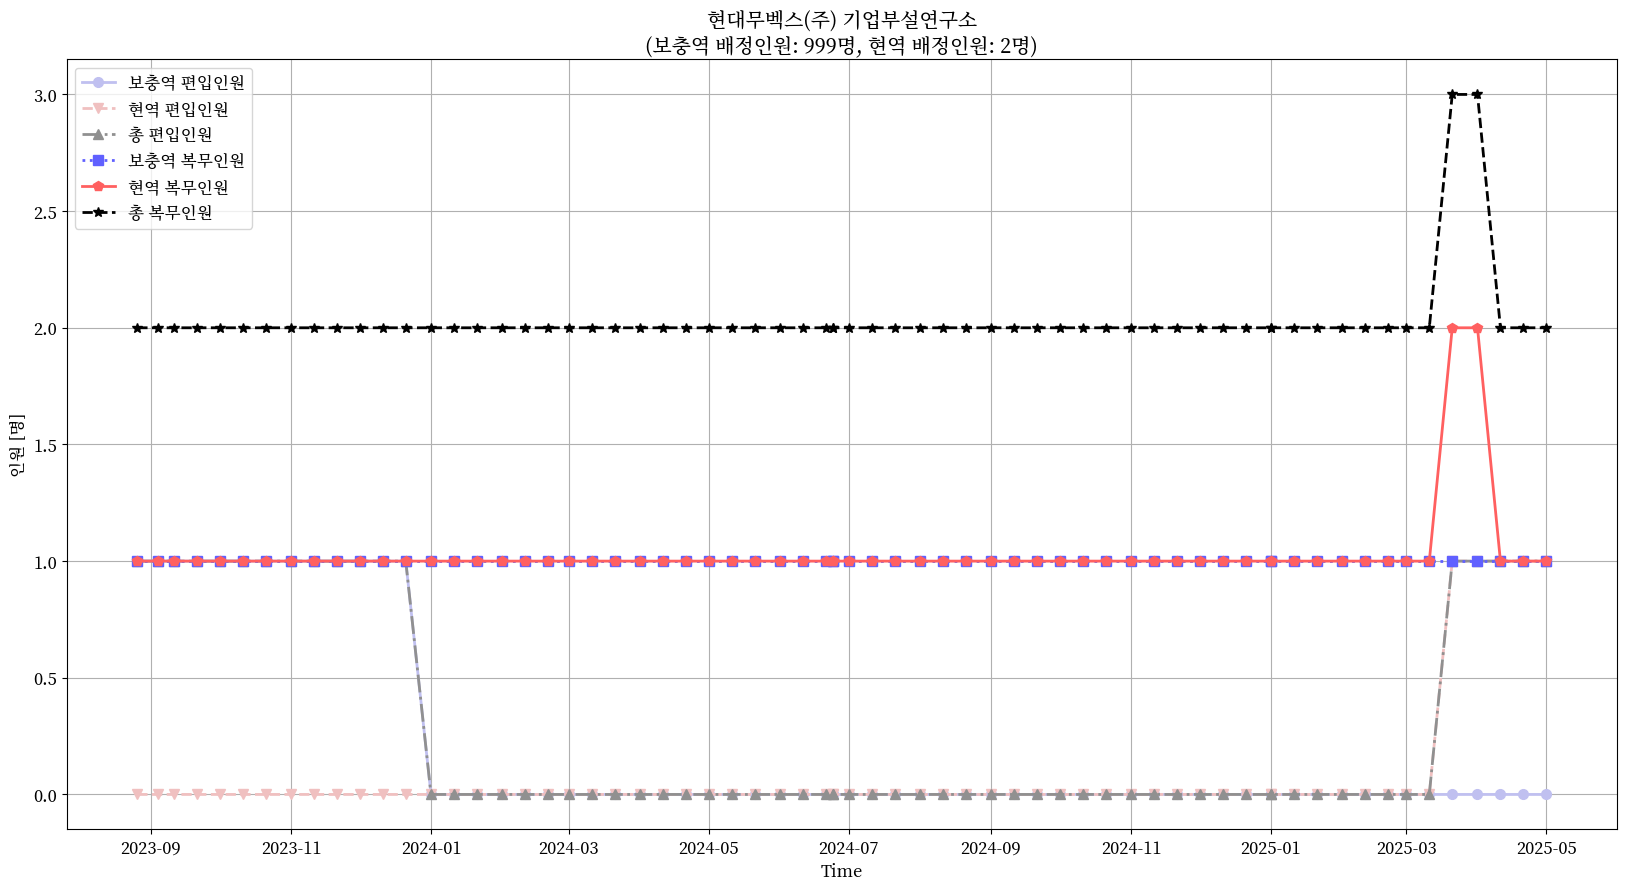 현대무벡스(주) 기업부설연구소
(보충역 배정인원: 999명, 현역 배정인원: 2명)
보충역 편입인원
현역 편입인원
총 편입인원
보충역 복무인원
현역 복무인원
총 복무인원
인원 [명]
3.0
2.5
2.0
1.5
1.0
0.5
0.0
2023-09 2023-11 2024-01 2024-03 2024-05 2024-07 2024-09 2024-11 2025-01 2025-03 2025-05
Time